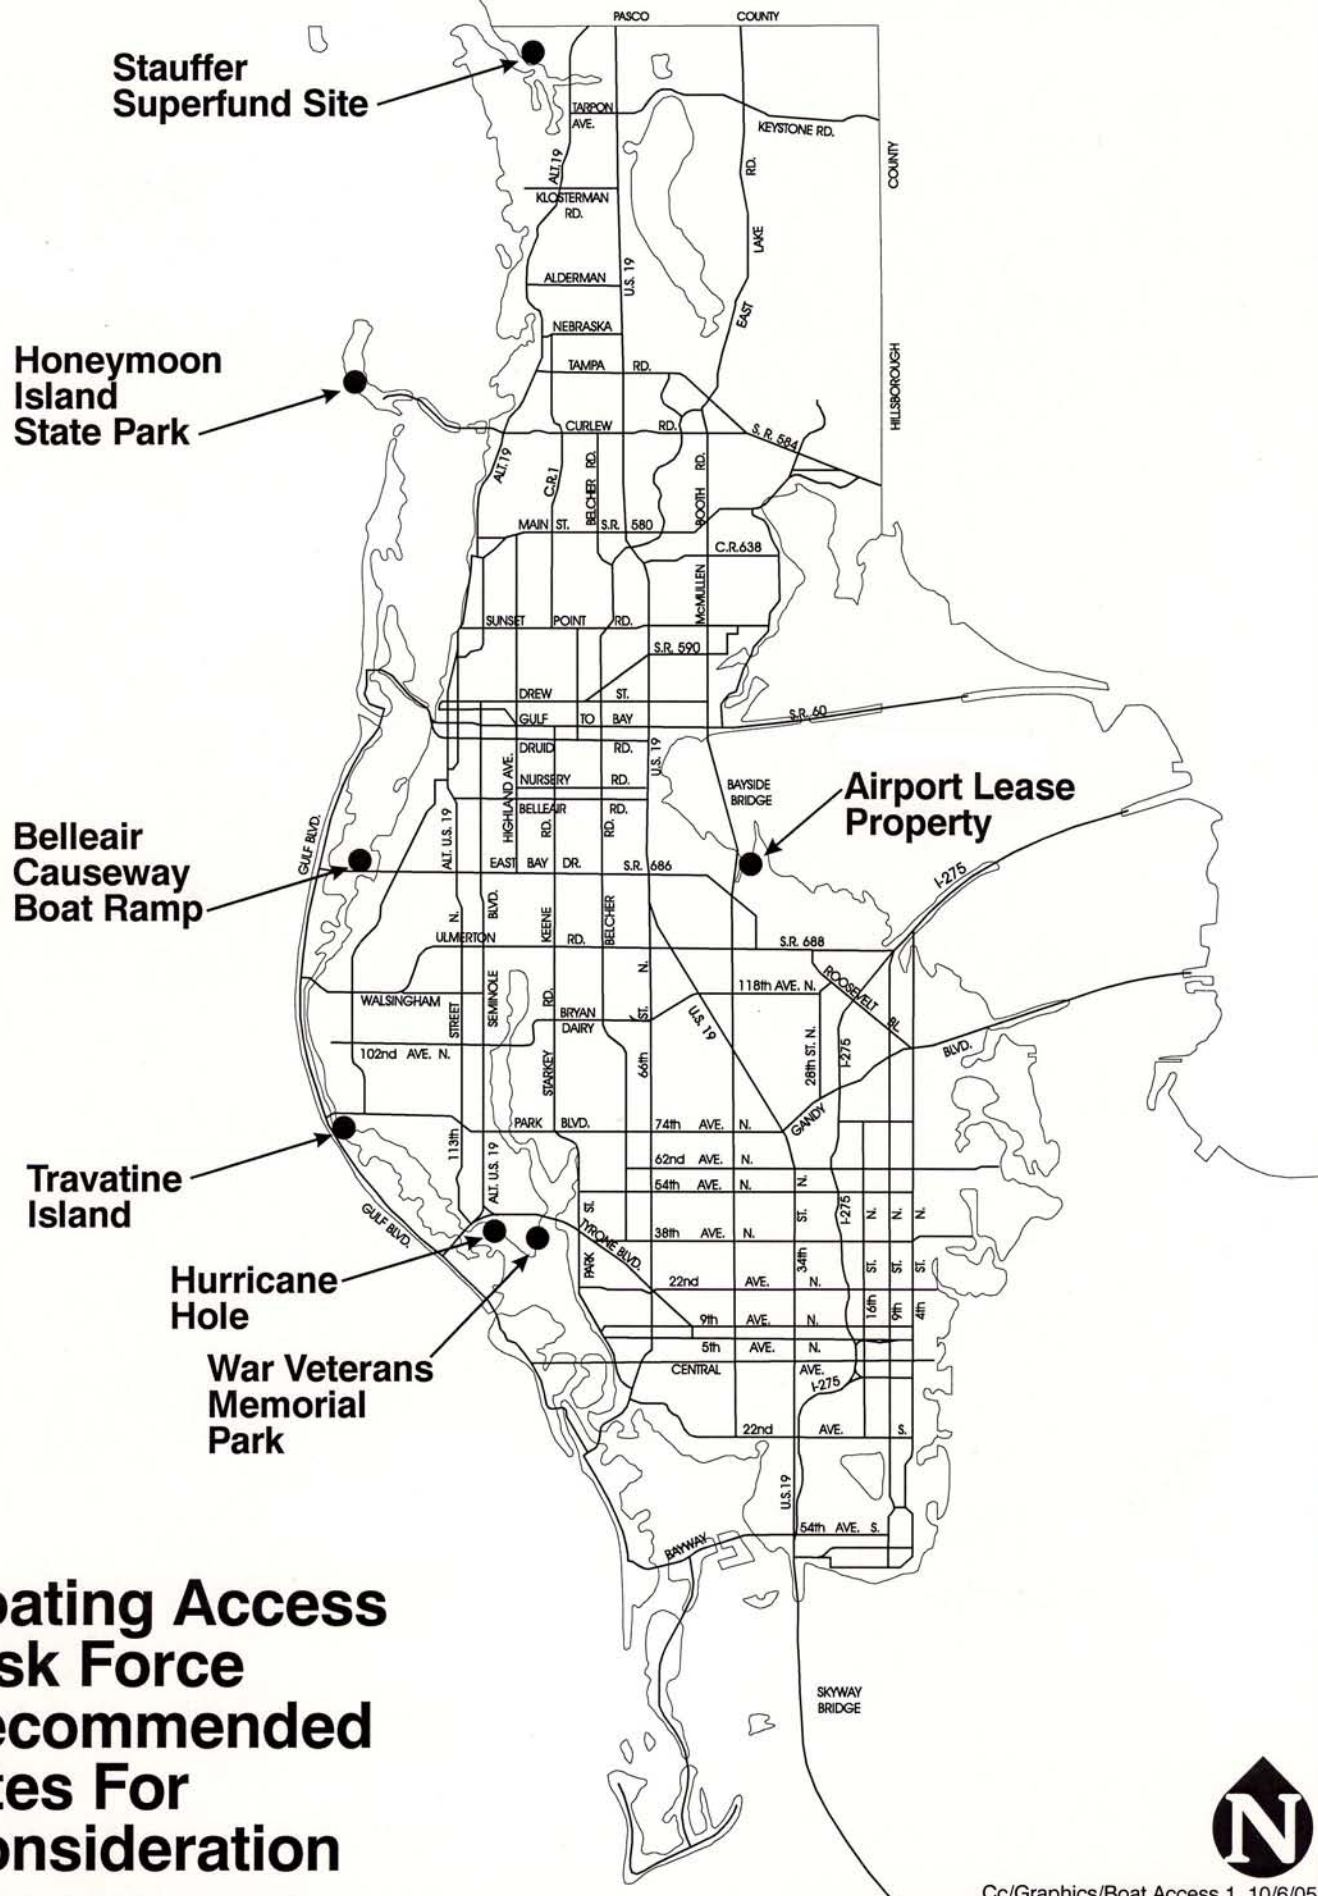 PASCO COUNTY
Stauffer
Superfund Site
TARPON
AVE.
KEYSTONE RD.
COUNTY
HILLSBOROUGH
ALT.19
KLOSTERMAN
RD.
RD.
LAKE
EAST
U.S. 19
ALDERMAN
NEBRASKA
TAMPA RD.
Honeymoon
Island
State Park
CURLEW RD.
S. R. 584
ALT.19
C.R.1
BELCHER RD.
BOOTH RD.
MAIN ST. S.R. 580
C.R.638
McMULLEN
SUNSET POINT RD.
S.R. 590
DREW ST.
S.R. 60
GULF TO BAY
DRUID RD.
U.S. 19
HIGHLAND AVE.
NURSERY RD.
BAYSIDE
BRIDGE
Airport Lease
Property
BELLEAIR RD.
RD.
RD.
GULF BLVD.
ALT. U.S. 19
Belleair
Causeway
Boat Ramp
EAST BAY DR. S.R. 686
I-275
N.
BLVD.
KEENE
BELCHER
ULMERTON RD.
S.R. 688
N.
WALSINGHAM
SEMINOLE
RD.
118th AVE. N.
ROOSEVELT BL.
STREET
BRYAN
DAIRY
ST.
U.S. 19
28th ST. N.
I-275
BLVD.
102nd AVE. N.
STARKEY
66th
GANDY
PARK BLVD.
74th AVE. N.
113th
ALT. U.S. 19
62nd AVE. N.
Travatine
Island
54th AVE. N.
N.
I-275
N.
N.
N.
GULF BLVD.
ST.
TYRONE BLVD.
38th AVE. N.
ST.
PARK
34th
ST.
ST.
ST.
Hurricane
Hole
22nd AVE. N.
16th
9th
4th
9th AVE. N.
5th AVE. N.
War Veterans
Memorial
Park
CENTRAL AVE.
I-275
22nd AVE. S.
U.S.19
54th AVE. S.
BAYWAY
oating Access
sk Force
ecommended
tes For
onsideration
SKYWAY
BRIDGE
N
Cc/Graphics/Boat Access 1 10/6/05